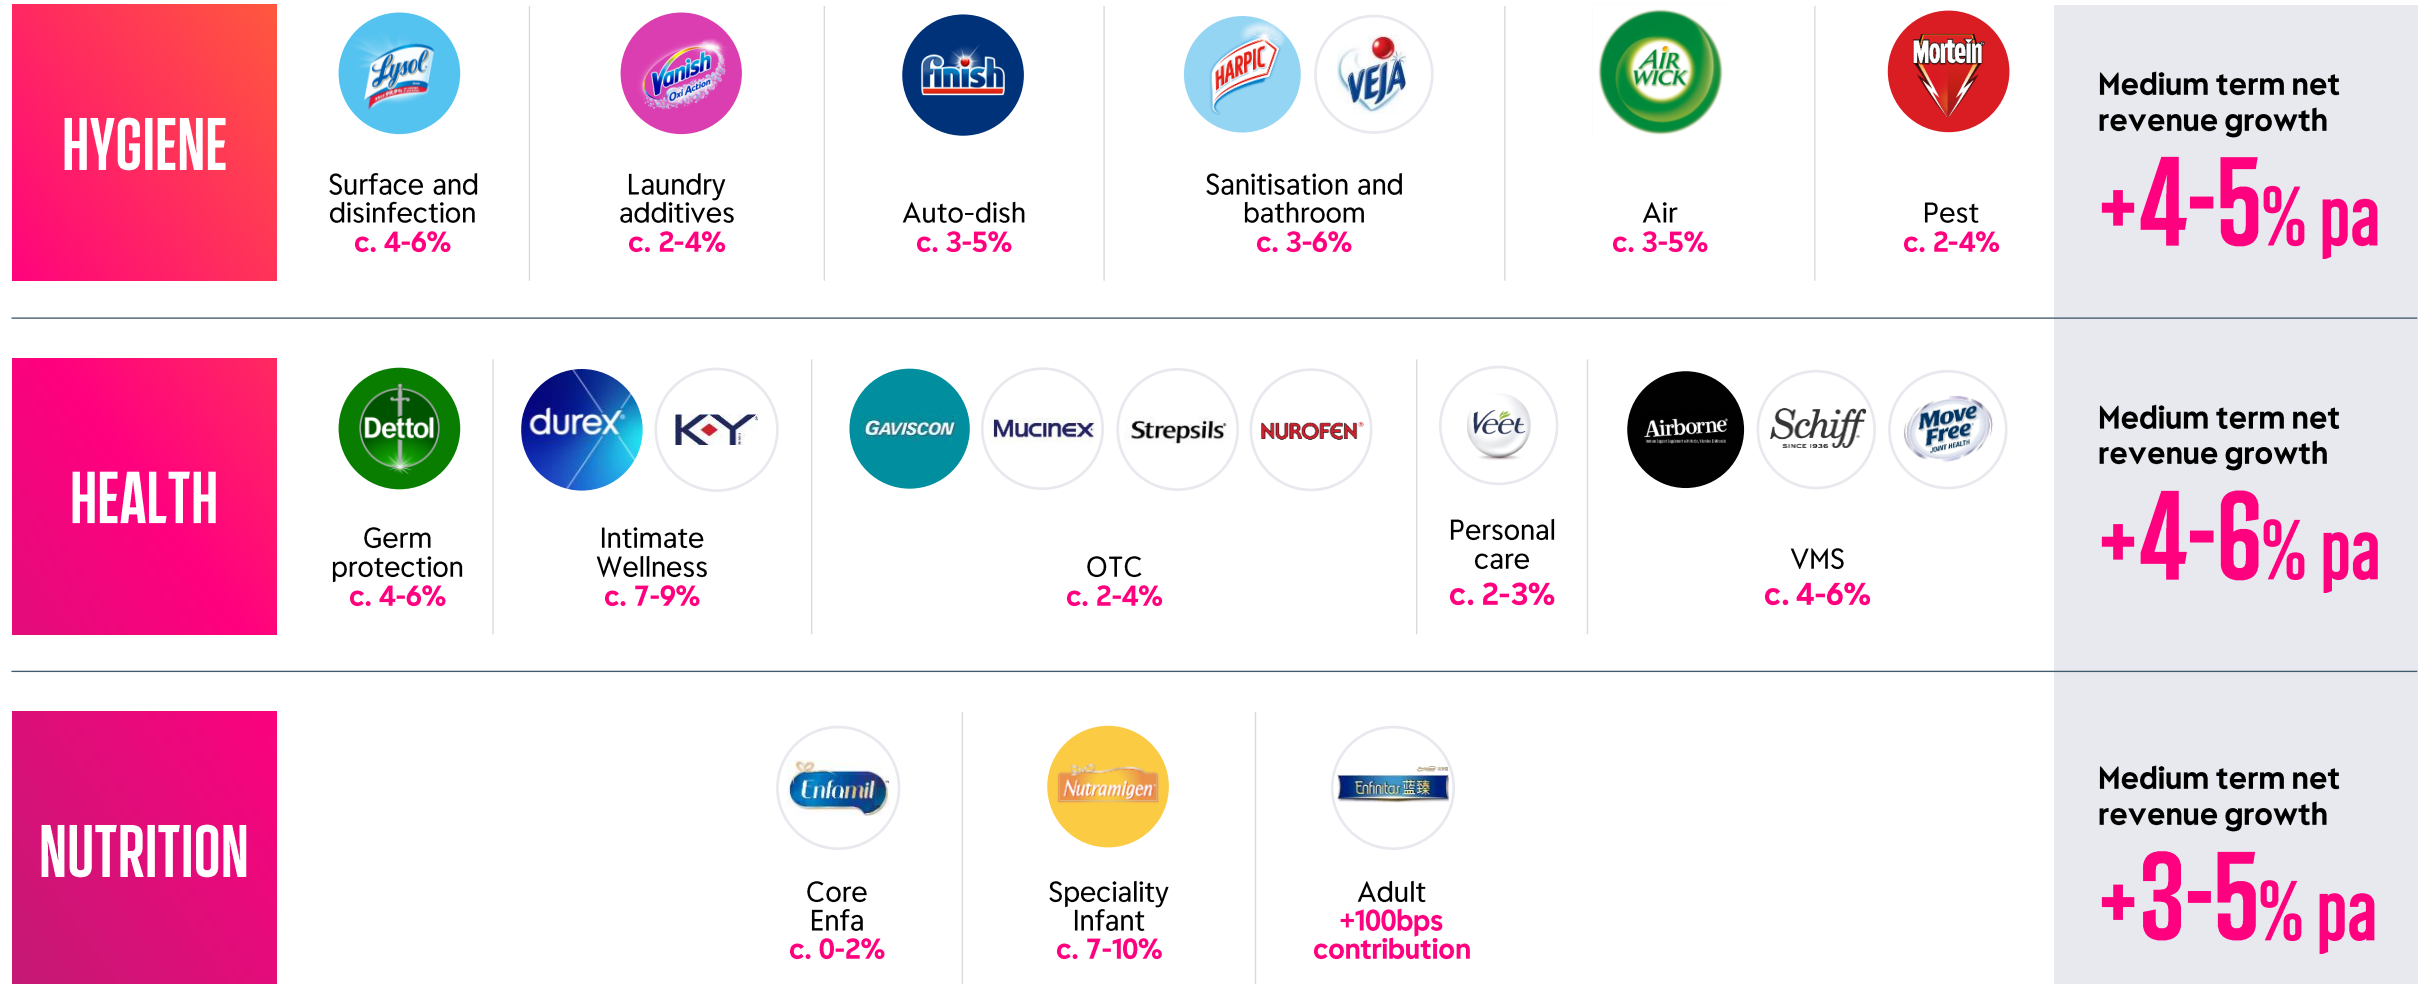 HYGIENE
Lysol
Vanish
Oxi Action
finish
HARPIC
VEJA
AIR
WICK
Mortein
Surface and
disinfection
c. 4-6%
Laundry
additives
c. 2-4%
Auto-dish
c. 3-5%
Sanitisation and
bathroom
c. 3-6%
Air
c. 3-5%
Pest
c. 2-4%
Medium term net
revenue growth
+4-5% pa
HEALTH
Dettol
durex
K-Y
GAVISCON
MUCINEX
Strepsils
NUROFEN
Veet
Airborne
Schiff
SINCE 1936
Move
Free
JOINT HEALTH
Germ
protection
c. 4-6%
Intimate
Wellness
c. 7-9%
OTC
c. 2-4%
Personal
care
c. 2-3%
VMS
c. 4-6%
Medium term net
revenue growth
+4-6% pa
NUTRITION
Enfamil
Nutramigen
Enfinitas 蓝臻
Core
Enfa
c. 0-2%
Speciality
Infant
c. 7-10%
Adult
+100bps
contribution
Medium term net
revenue growth
+3-5% pa